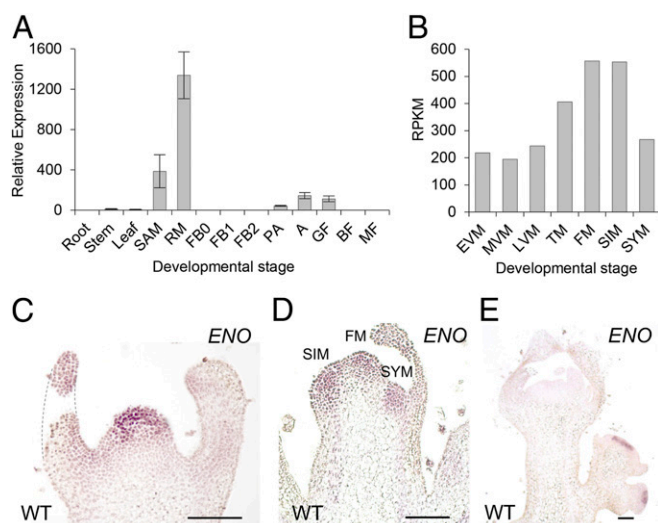 A
Relative Expression
1600
1200
800
400
0
Root
Stem
Leaf
SAM
RM
FB0
FB1
FB2
PA
A
GF
BF
MF
Developmental stage
B
RPKM
600
500
400
300
200
100
0
EVM
MVM
LVM
TM
FM
SIM
SYM
Developmental stage
C
ENO
WT
D
SIM
FM
SYM
ENO
WT
E
ENO
WT